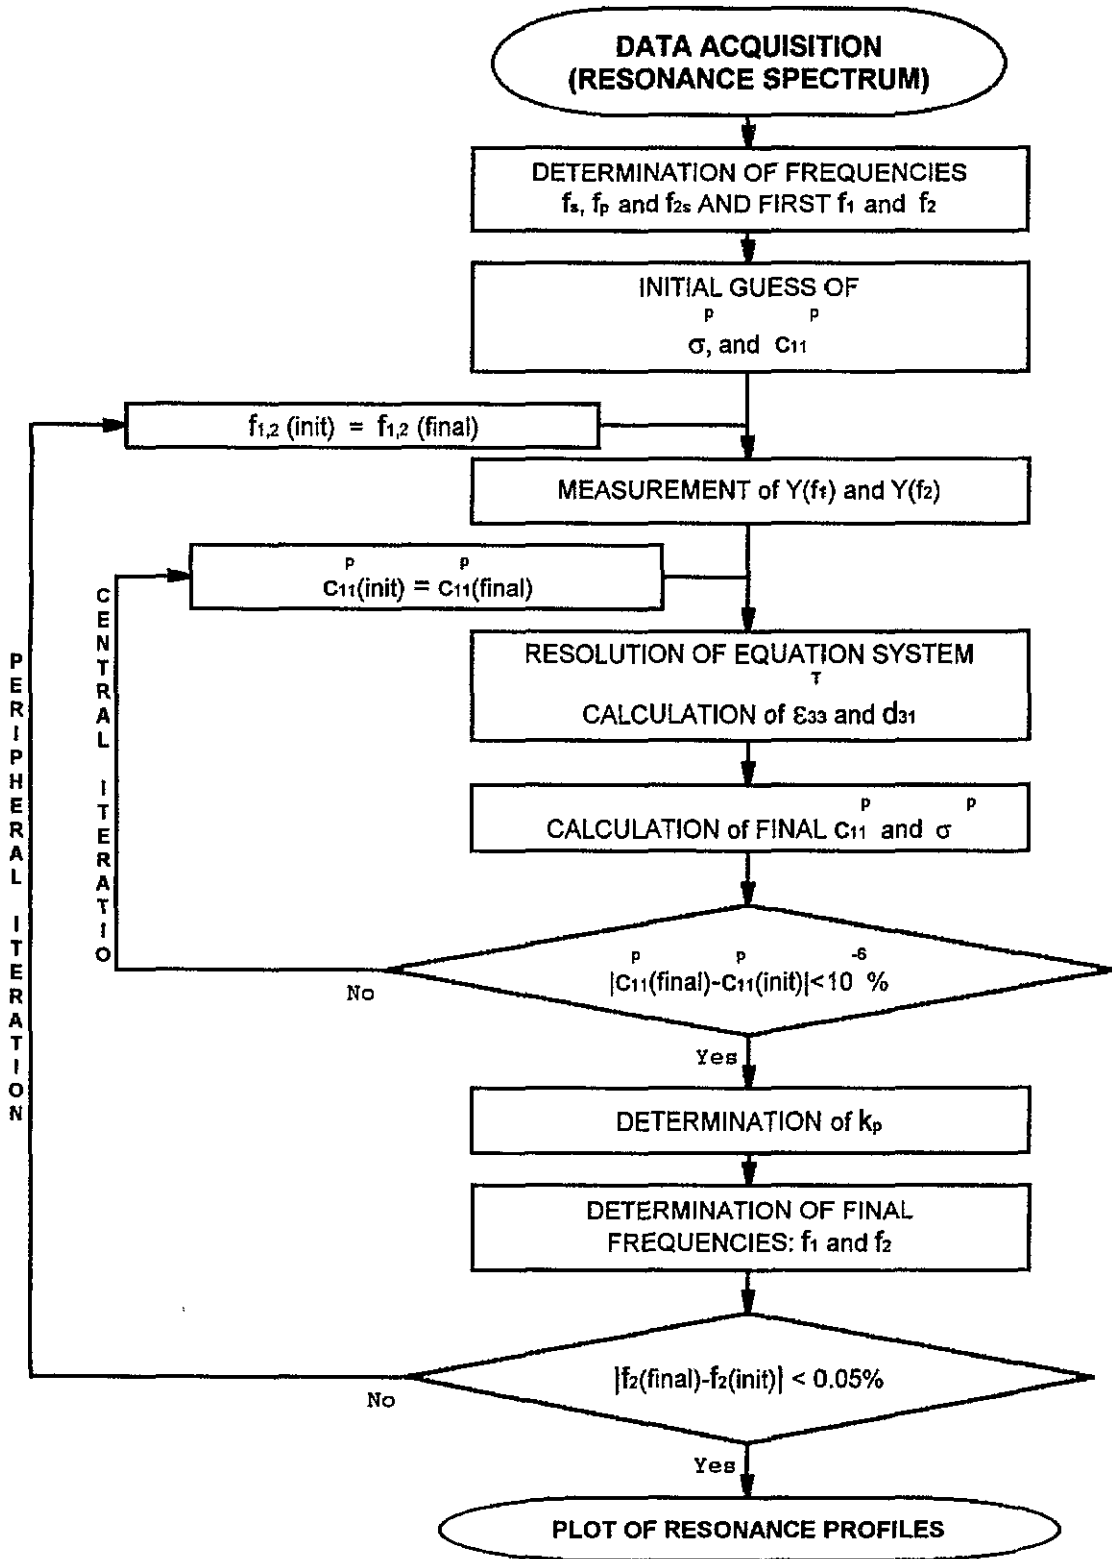 DATA ACQUISITION
(RESONANCE SPECTRUM)
DETERMINATION OF FREQUENCIES
fs, fp and f2s AND FIRST f1 and f2
INITIAL GUESS OF
p p
σ, and c11
f1,2 (init) = f1,2 (final)
MEASUREMENT of Y(f1) and Y(f2)
p p
c11(init) = c11(final)
CENTRAL ITERATIO
PERIPHERAL ITERATION
RESOLUTION OF EQUATION SYSTEM
T
CALCULATION of ε33 and d31
p p
CALCULATION of FINAL c11 and σ
p p -6
|c11(final)-c11(init)|<10 %
No
Yes
DETERMINATION of kp
DETERMINATION OF FINAL
FREQUENCIES: f1 and f2
|f2(final)-f2(init)| < 0.05%
No
Yes
PLOT OF RESONANCE PROFILES